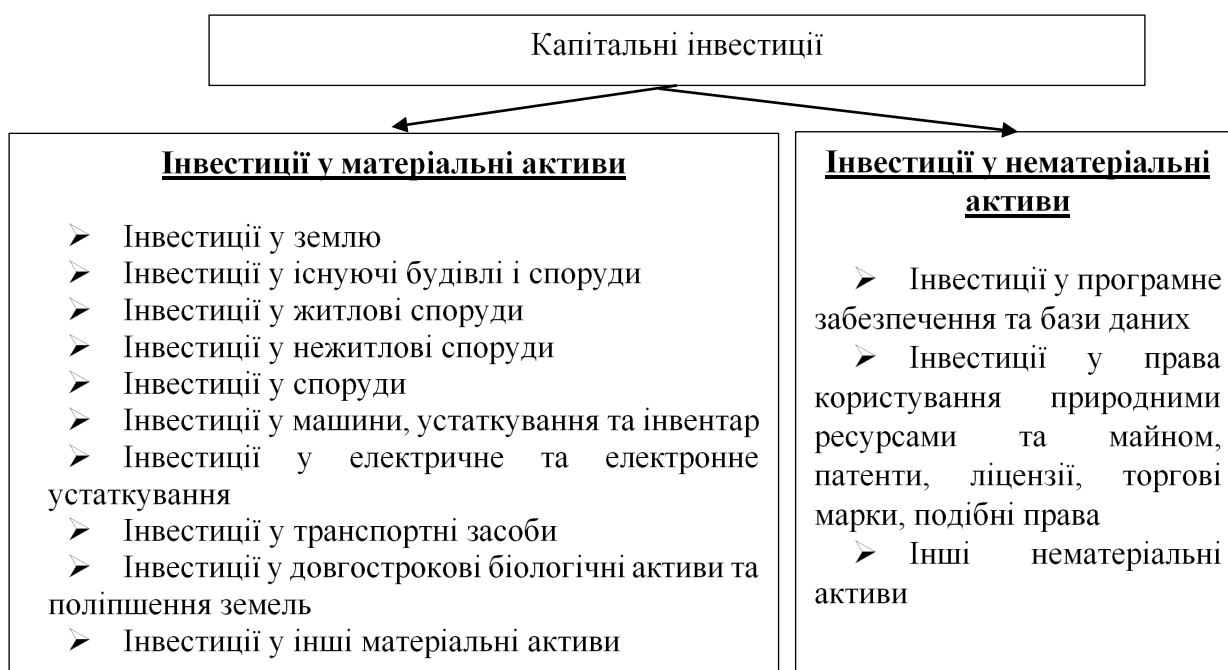 Капітальні інвестиції
Інвестиції у матеріальні активи
➢ Інвестиції у землю
➢ Інвестиції у існуючі будівлі і споруди
➢ Інвестиції у житлові споруди
➢ Інвестиції у нежитлові споруди
➢ Інвестиції у споруди
➢ Інвестиції у машини, устаткування та інвентар
➢ Інвестиції у електричне та електронне
устаткування
➢ Інвестиції у транспортні засоби
➢ Інвестиції у довгострокові біологічні активи та
поліпшення земель
➢ Інвестиції у інші матеріальні активи
Інвестиції у нематеріальні
активи
➢ Інвестиції у програмне
забезпечення та бази даних
➢ Інвестиції у права
користування природними
ресурсами та майном,
патенти, ліцензії, торгові
марки, подібні права
➢ Інші нематеріальні
активи